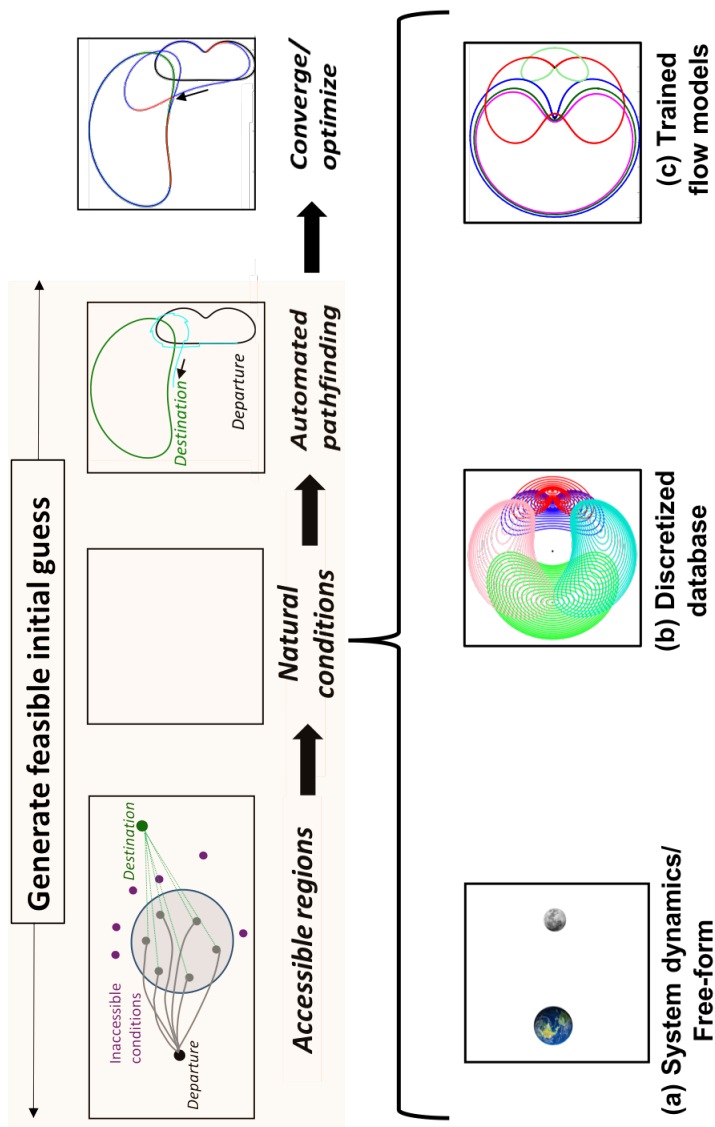 Generate feasible initial guess
Inaccessible
conditions
Destination
Departure
Destination
Departure
Accessible regions
Natural
conditions
Automated
pathfinding
Converge/
optimize
(a) System dynamics/
Free-form
(b) Discretized
database
(c) Trained
flow models